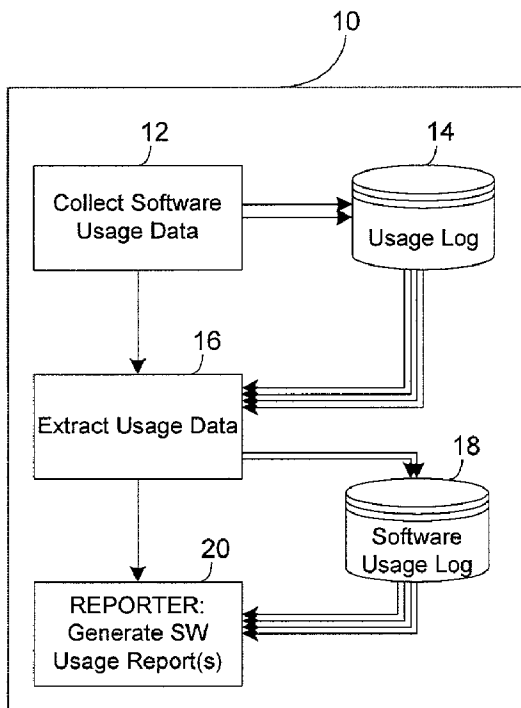 10
12
Collect Software
Usage Data
14
Usage Log
16
Extract Usage Data
18
Software
Usage Log
20
REPORTER:
Generate SW
Usage Report(s)